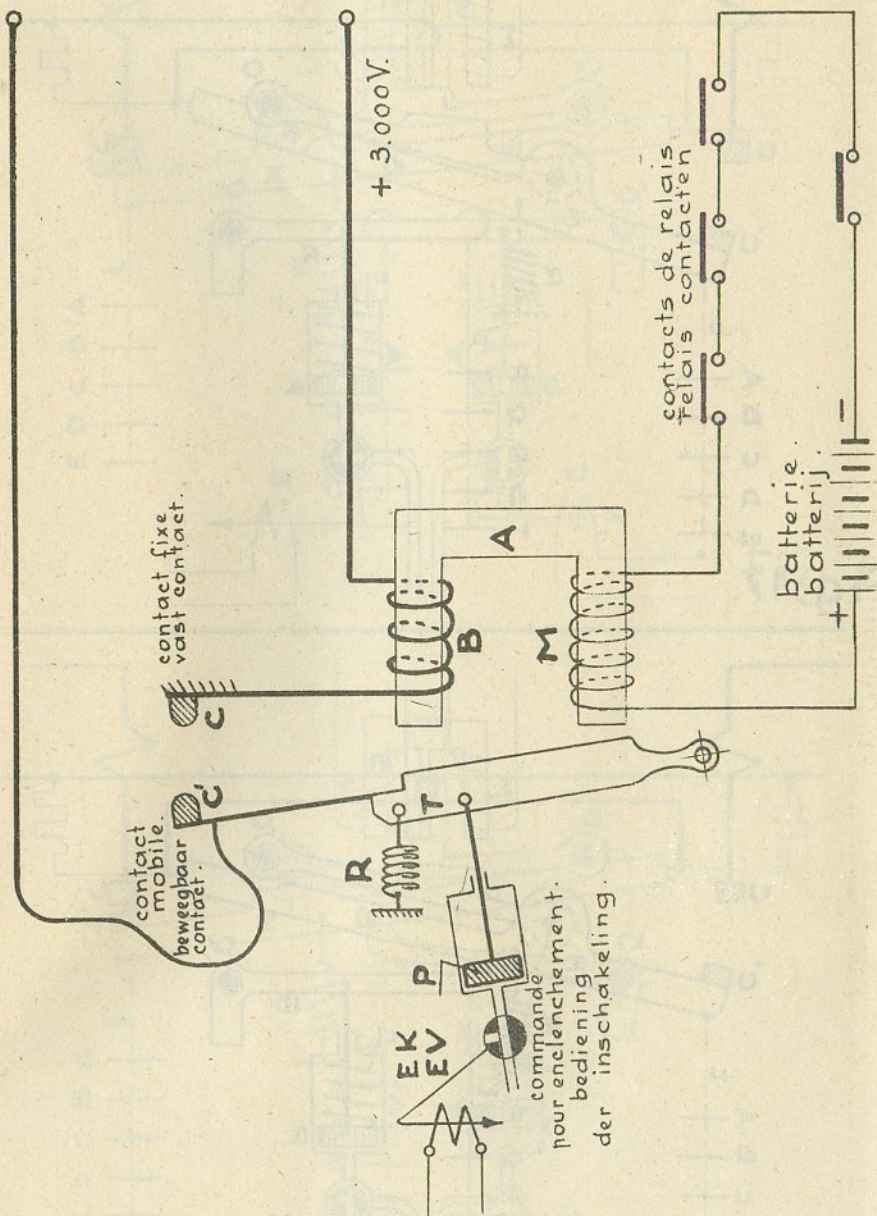 + 3.000V.
contact fixe
vast contact.
C
contact
mobile.
beweegbaar
contact.
C'
B
A
M
T
R
P
EK
EV
commande
pour enclenchement.
bediening
der inschakeling.
contacts de relais
relais contacten
+
-
batterie.
batterij.